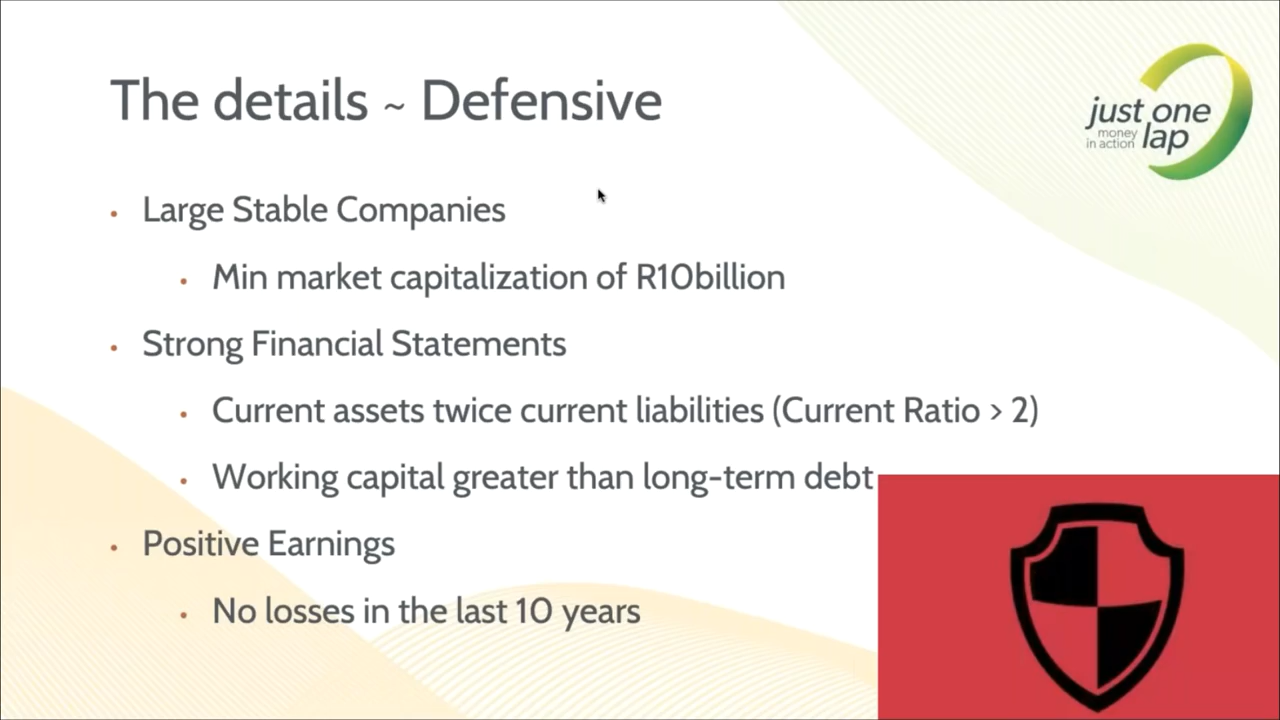 The details ~ Defensive
just one
money
in action lap
• Large Stable Companies
• Min market capitalization of R10billion
• Strong Financial Statements
• Current assets twice current liabilities (Current Ratio > 2)
• Working capital greater than long-term debt
• Positive Earnings
• No losses in the last 10 years